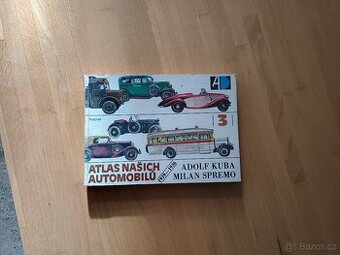 3
ATLAS NAŠICH
AUTOMOBILŮ
ADOLF KUBA
MILAN SPREMO
Bazos.cz